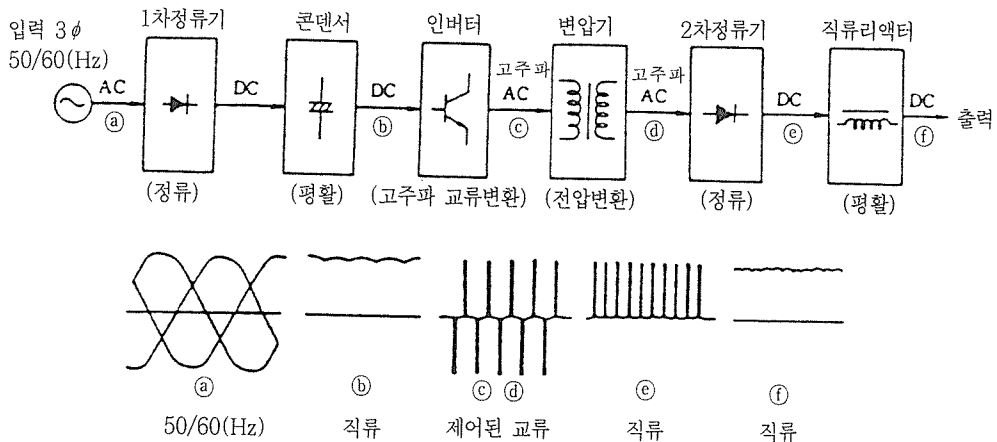 1차정류기 콘덴서 인버터 변압기 2차정류기 직류리액터
입력 3φ
50/60(Hz)
고주파 고주파
AC DC DC AC AC DC DC
출력
ⓐ ⓑ ⓒ ⓓ ⓔ ⓕ
(정류) (평활) (고주파 교류변환) (전압변환) (정류) (평활)
ⓐ ⓑ ⓒ ⓓ ⓔ ⓕ
50/60(Hz) 직류 제어된 교류 직류 직류